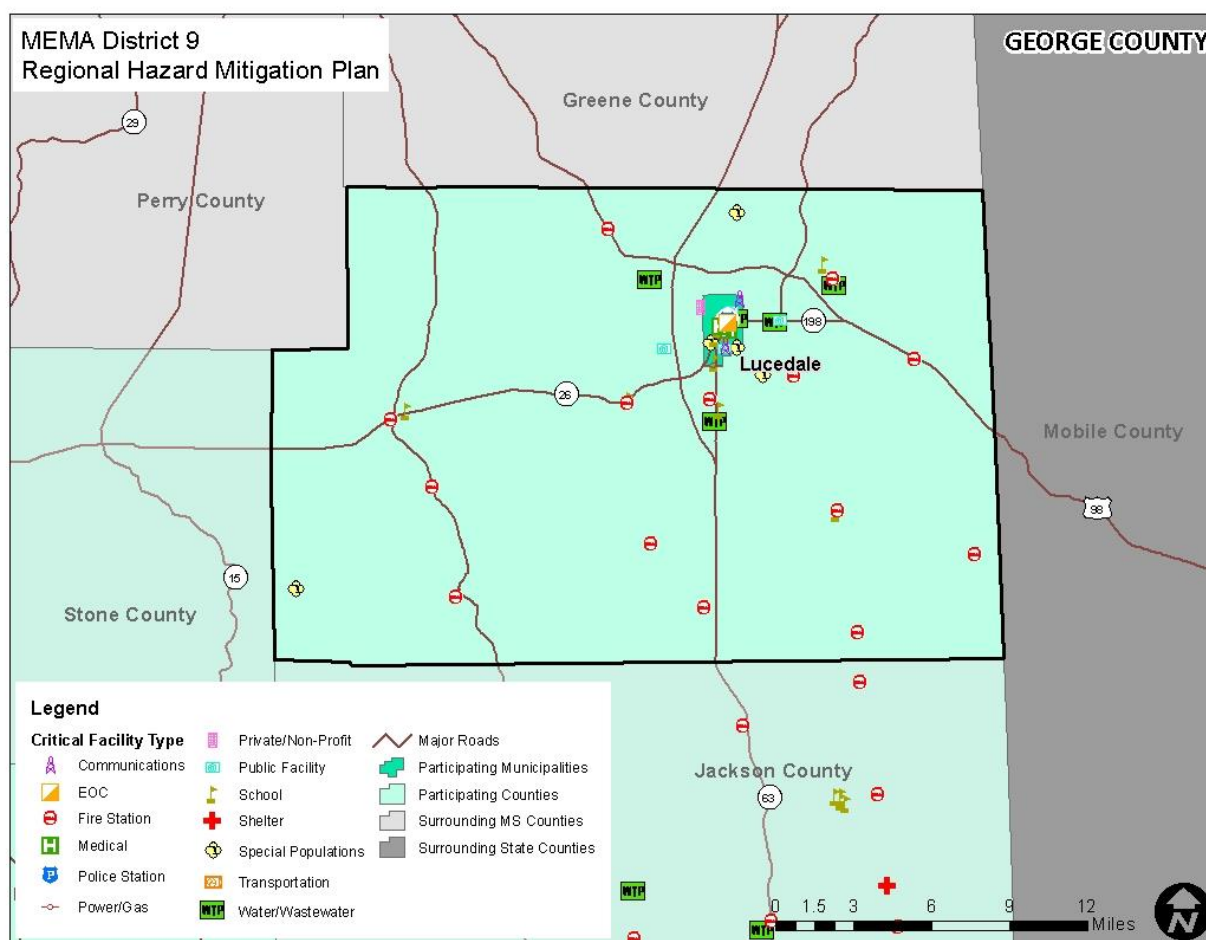 MEMA District 9
Regional Hazard Mitigation Plan
GEORGE COUNTY
Greene County
29
Perry County
WTP
WTP
198
Lucedale
26
Mobile County
98
15
Stone County
WTP
Jackson County
63
WTP
WTP
Legend
Critical Facility Type
Communications
EOC
Fire Station
H Medical
P Police Station
Power/Gas
Private/Non-Profit
Public Facility
School
Shelter
Special Populations
Transportation
WTP Water/Wastewater
Major Roads
Participating Municipalities
Participating Counties
Surrounding MS Counties
Surrounding State Counties
0 1.5 3 6 9 12
Miles
N